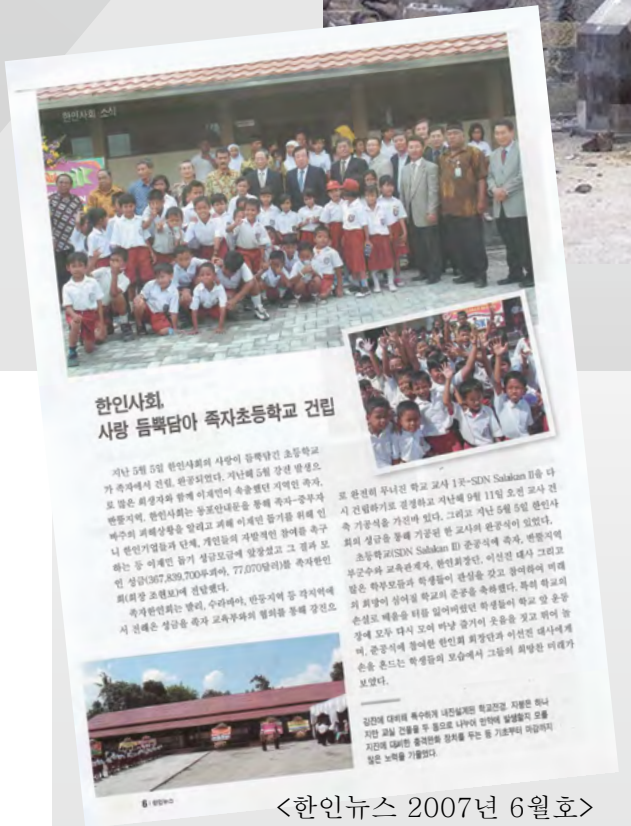 한인사회 소식
한인사회,
사랑 듬뿍담아 족자초등학교 건립
지난 5월 5일 한인사회의 사랑이 듬뿍담긴 초등학교
가 족자에서 건립, 완공되었다. 지난해 5월 강진 발생으
로 많은 희생자와 함께 이재민이 속출했던 지역인 족자,
반뚤지역. 한인사회는 동포안내문을 통해 족자-중부자
바주의 피해상황을 알리고 피해 이재민 돕기를 위해 인
니 한인기업들과 단체, 개인들의 자발적인 참여를 촉구
하는 등 이재민 돕기 성금모금에 앞장섰고 그 결과 모
인 성금(367,839,700루피아, 77,070달러)를 족자한인
회(회장 조현보)에 전달했다.
족자한인회는 발리, 수라바야, 반둥지역 등 각지역에
서 전해온 성금을 족자 교육부와의 협의를 통해 강진으
로 완전히 무너진 학교 교사 1곳-SDN Salakan II을 다
시 건립하기로 결정하고 지난해 9월 11일 오전 교사 건
축 기공식을 가진바 있다. 그리고 지난 5월 5일 한인사
회의 성금을 통해 기공된 한 교사의 완공식이 있었다.
초등학교(SDN Salakan II) 준공식에 족자, 반뚤지역
부군수와 교육관계자, 한인회장단, 이선진 대사 그리고
많은 학부모들과 학생들이 관심을 갖고 참여하여 미래
의 희망이 심어질 학교의 준공을 축하했다. 특히 학교의
손실로 배움을 터를 잃어버렸던 학생들이 학교 앞 운동
장에 모두 다시 모여 마냥 즐거이 웃음을 짓고 뛰어 놀
며, 준공식에 참여한 한인회 회장단과 이선진 대사에게
손을 흔드는 학생들의 모습에서 그들의 희망찬 미래가
보였다.
강진에 대비해 특수하게 내진설계된 학교전경. 지붕은 하나
지만 교실 건물을 두 동으로 나누어 만약에 발생할지 모를
지진에 대비한 충격완화 장치를 두는 등 기초부터 마감까지
많은 노력을 기울였다.
6 / 한인뉴스
<한인뉴스 2007년 6월호>